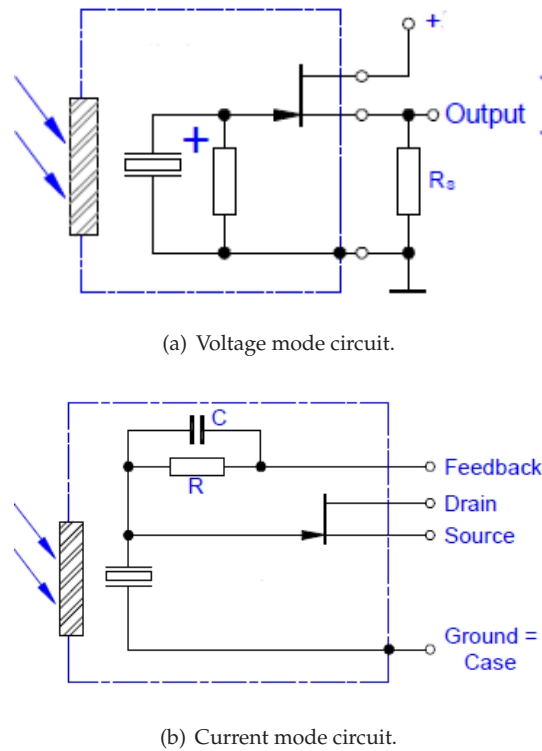 +
+
Output
Rs
(a) Voltage mode circuit.
C
R
Feedback
Drain
Source
Ground =
Case
(b) Current mode circuit.